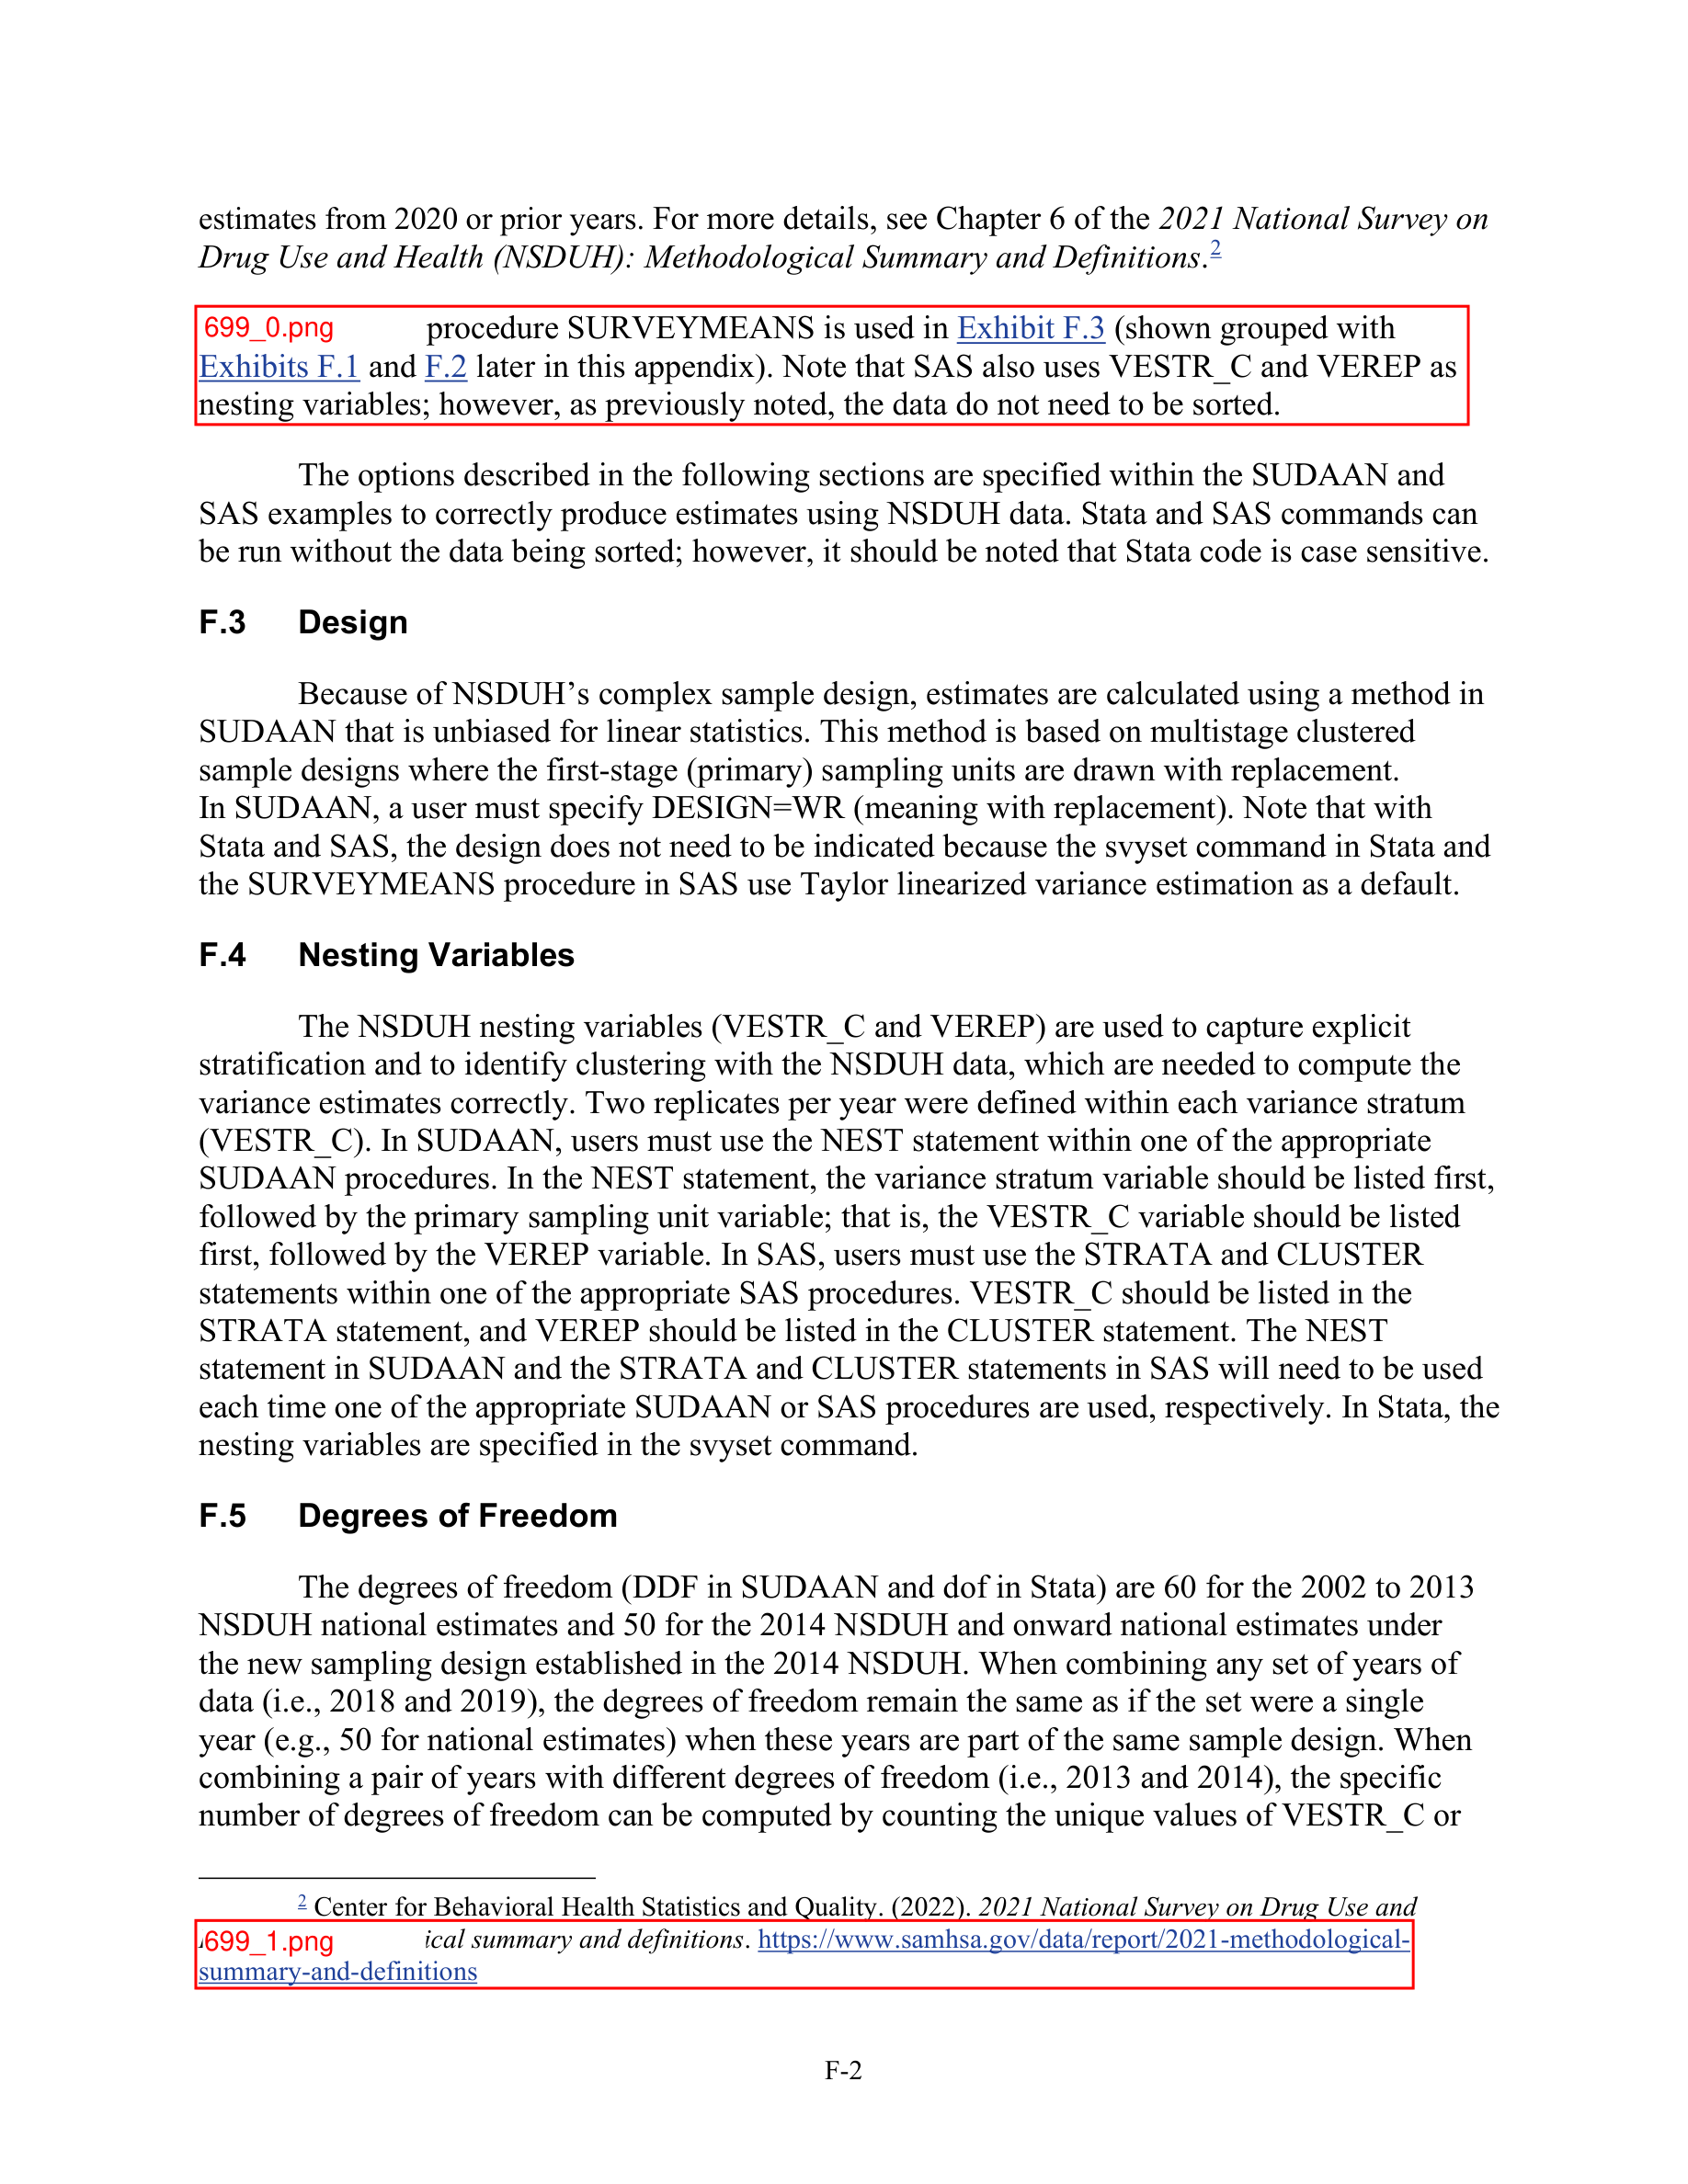 estimates from 2020 or prior years. For more details, see Chapter 6 of the 2021 National Survey on
Drug Use and Health (NSDUH): Methodological Summary and Definitions.2
699_0.png procedure SURVEYMEANS is used in Exhibit F.3 (shown grouped with
Exhibits F.1 and F.2 later in this appendix). Note that SAS also uses VESTR_C and VEREP as
nesting variables; however, as previously noted, the data do not need to be sorted.
The options described in the following sections are specified within the SUDAAN and
SAS examples to correctly produce estimates using NSDUH data. Stata and SAS commands can
be run without the data being sorted; however, it should be noted that Stata code is case sensitive.
F.3 Design
Because of NSDUH’s complex sample design, estimates are calculated using a method in
SUDAAN that is unbiased for linear statistics. This method is based on multistage clustered
sample designs where the first-stage (primary) sampling units are drawn with replacement.
In SUDAAN, a user must specify DESIGN=WR (meaning with replacement). Note that with
Stata and SAS, the design does not need to be indicated because the svyset command in Stata and
the SURVEYMEANS procedure in SAS use Taylor linearized variance estimation as a default.
F.4 Nesting Variables
The NSDUH nesting variables (VESTR_C and VEREP) are used to capture explicit
stratification and to identify clustering with the NSDUH data, which are needed to compute the
variance estimates correctly. Two replicates per year were defined within each variance stratum
(VESTR_C). In SUDAAN, users must use the NEST statement within one of the appropriate
SUDAAN procedures. In the NEST statement, the variance stratum variable should be listed first,
followed by the primary sampling unit variable; that is, the VESTR_C variable should be listed
first, followed by the VEREP variable. In SAS, users must use the STRATA and CLUSTER
statements within one of the appropriate SAS procedures. VESTR_C should be listed in the
STRATA statement, and VEREP should be listed in the CLUSTER statement. The NEST
statement in SUDAAN and the STRATA and CLUSTER statements in SAS will need to be used
each time one of the appropriate SUDAAN or SAS procedures are used, respectively. In Stata, the
nesting variables are specified in the svyset command.
F.5 Degrees of Freedom
The degrees of freedom (DDF in SUDAAN and dof in Stata) are 60 for the 2002 to 2013
NSDUH national estimates and 50 for the 2014 NSDUH and onward national estimates under
the new sampling design established in the 2014 NSDUH. When combining any set of years of
data (i.e., 2018 and 2019), the degrees of freedom remain the same as if the set were a single
year (e.g., 50 for national estimates) when these years are part of the same sample design. When
combining a pair of years with different degrees of freedom (i.e., 2013 and 2014), the specific
number of degrees of freedom can be computed by counting the unique values of VESTR_C or
2 Center for Behavioral Health Statistics and Quality. (2022). 2021 National Survey on Drug Use and
699_1.png ical summary and definitions. https://www.samhsa.gov/data/report/2021-methodological-
summary-and-definitions
F-2